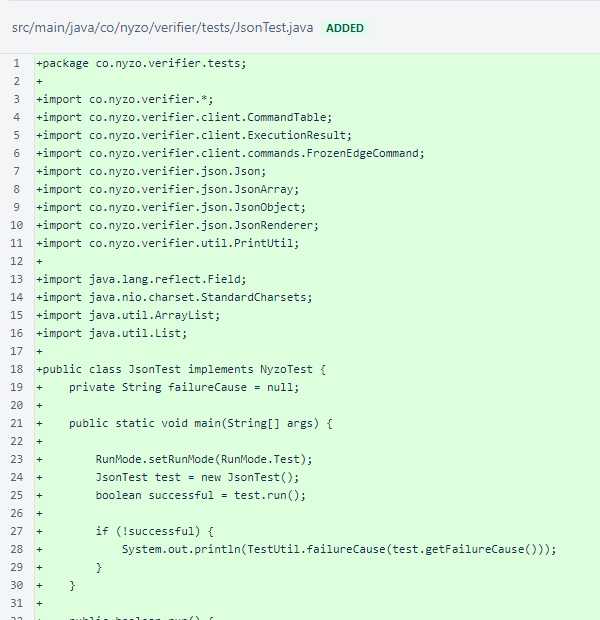 src/main/java/co/nyzo/verifier/tests/JsonTest.java ADDED
1 +package co.nyzo.verifier.tests;
2 +
3 +import co.nyzo.verifier.*;
4 +import co.nyzo.verifier.client.CommandTable;
5 +import co.nyzo.verifier.client.ExecutionResult;
6 +import co.nyzo.verifier.client.commands.FrozenEdgeCommand;
7 +import co.nyzo.verifier.json.Json;
8 +import co.nyzo.verifier.json.JsonArray;
9 +import co.nyzo.verifier.json.JsonObject;
10 +import co.nyzo.verifier.json.JsonRenderer;
11 +import co.nyzo.verifier.util.PrintUtil;
12 +
13 +import java.lang.reflect.Field;
14 +import java.nio.charset.StandardCharsets;
15 +import java.util.ArrayList;
16 +import java.util.List;
17 +
18 +public class JsonTest implements NyzoTest {
19 +    private String failureCause = null;
20 +
21 +    public static void main(String[] args) {
22 +
23 +        RunMode.setRunMode(RunMode.Test);
24 +        JsonTest test = new JsonTest();
25 +        boolean successful = test.run();
26 +
27 +        if (!successful) {
28 +            System.out.println(TestUtil.failureCause(test.getFailureCause()));
29 +        }
30 +    }
31 +
32 +    public boolean run() {